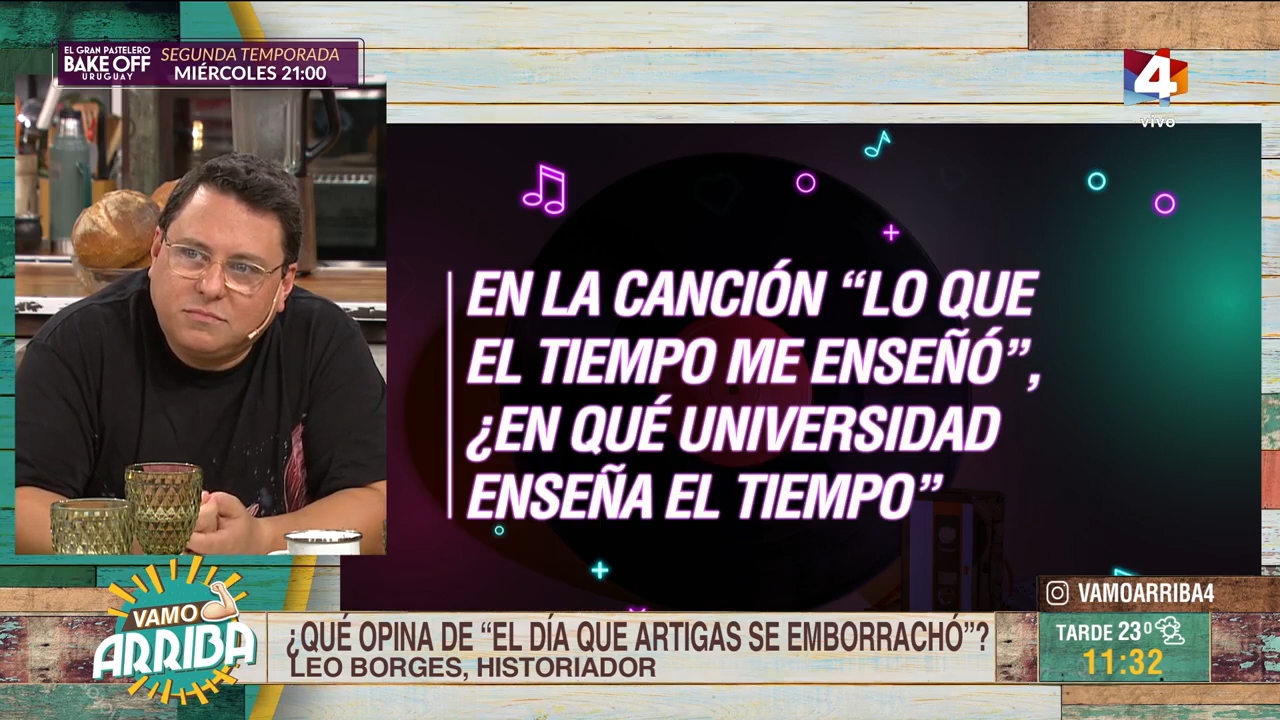 EL GRAN PASTELERO
BAKE OFF
URUGUAY
SEGUNDA TEMPORADA
MIÉRCOLES 21:00
4
vivo
EN LA CANCIÓN “LO QUE
EL TIEMPO ME ENSEÑÓ”,
¿EN QUÉ UNIVERSIDAD
ENSEÑA EL TIEMPO”
VAMO
ARRIBA
¿QUÉ OPINA DE “EL DÍA QUE ARTIGAS SE EMBORRACHÓ”?
LEO BORGES, HISTORIADOR
VAMOARRIBA4
TARDE 23º
11:32